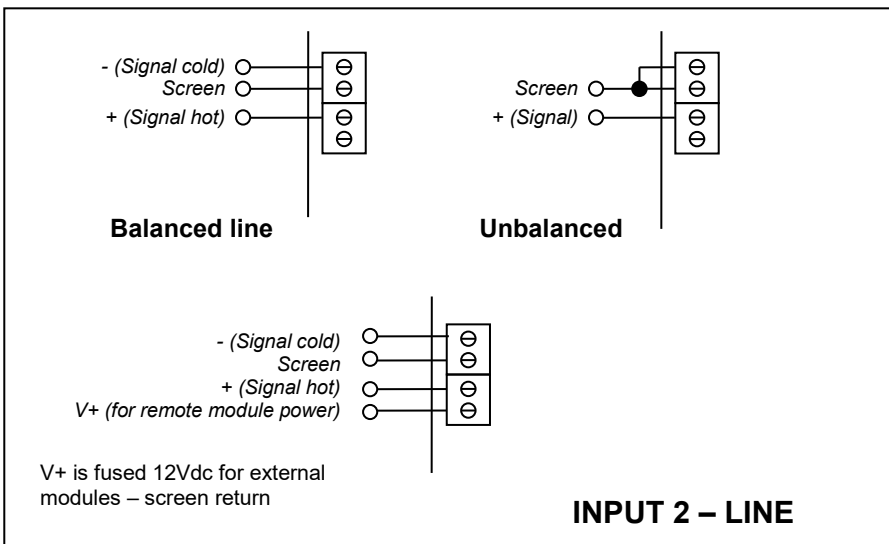 - (Signal cold)
Screen
+ (Signal hot)
Balanced line
Screen
+ (Signal)
Unbalanced
- (Signal cold)
Screen
+ (Signal hot)
V+ (for remote module power)
V+ is fused 12Vdc for external
modules – screen return
INPUT 2 – LINE